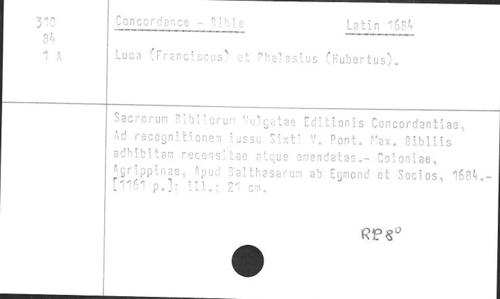 310 Concordance - Bible Latin 1684
84
1 A Luca (Franciscus) et Phalesius (Hubertus).
Sacrorum Bibliorum Vulgatae Editionis Concordantiae,
Ad recognitionem iussu Sixti V. Pont. Max. Bibliis
adhibitam recensitae atque emendatae.- Coloniae,
Agrippinae, Apud Balthasarum ab Egmond et Socios, 1684.-
[1161 p.]; ill.; 21 cm.
RP 8°